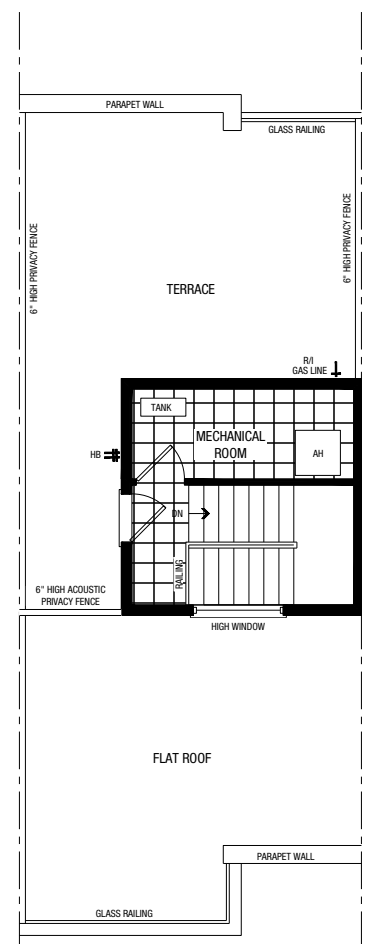 PARAPET WALL
GLASS RAILING
6" HIGH PRIVACY FENCE
6" HIGH PRIVACY FENCE
TERRACE
R/I
GAS LINE
TANK
MECHANICAL
ROOM
AH
HB
DN
RAILING
6" HIGH ACOUSTIC
PRIVACY FENCE
HIGH WINDOW
FLAT ROOF
PARAPET WALL
GLASS RAILING